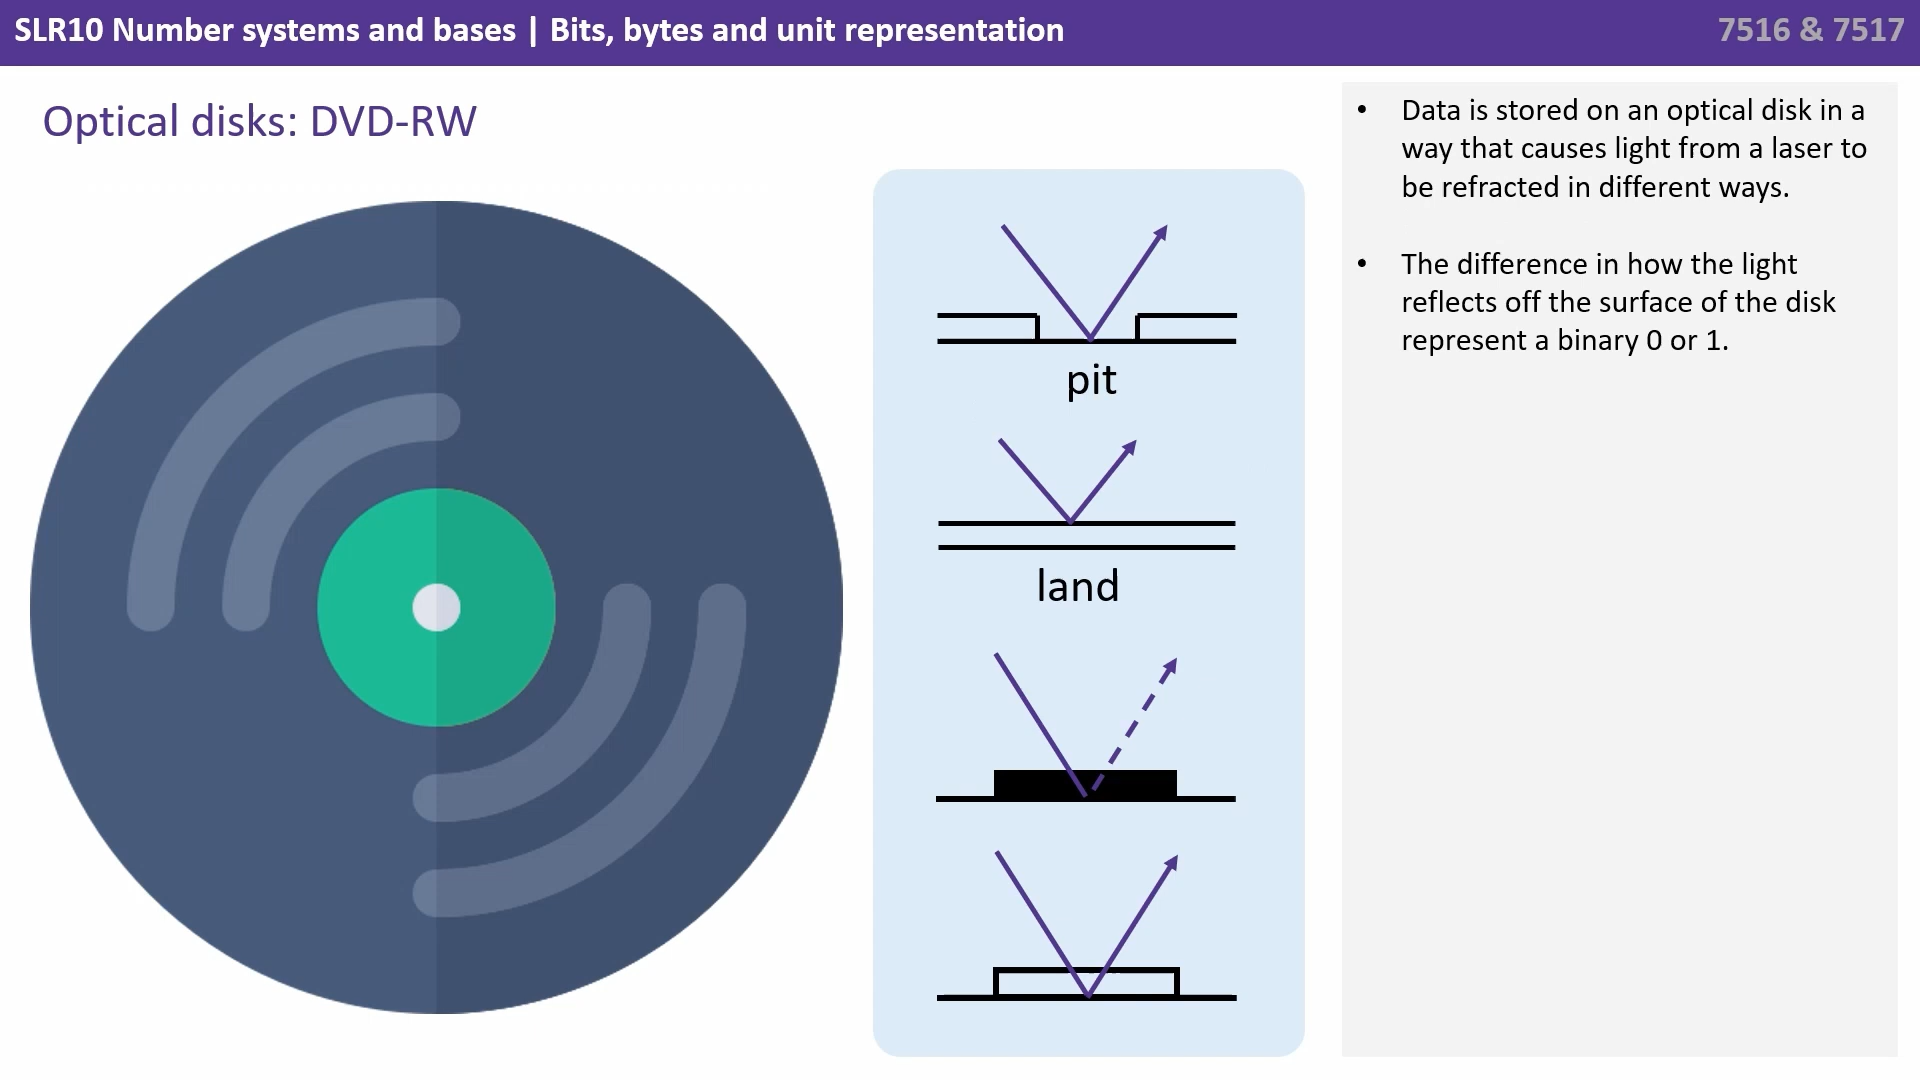 SLR10 Number systems and bases | Bits, bytes and unit representation
7516 & 7517
Optical disks: DVD-RW
pit
land
• Data is stored on an optical disk in a
way that causes light from a laser to
be refracted in different ways.
• The difference in how the light
reflects off the surface of the disk
represent a binary 0 or 1.